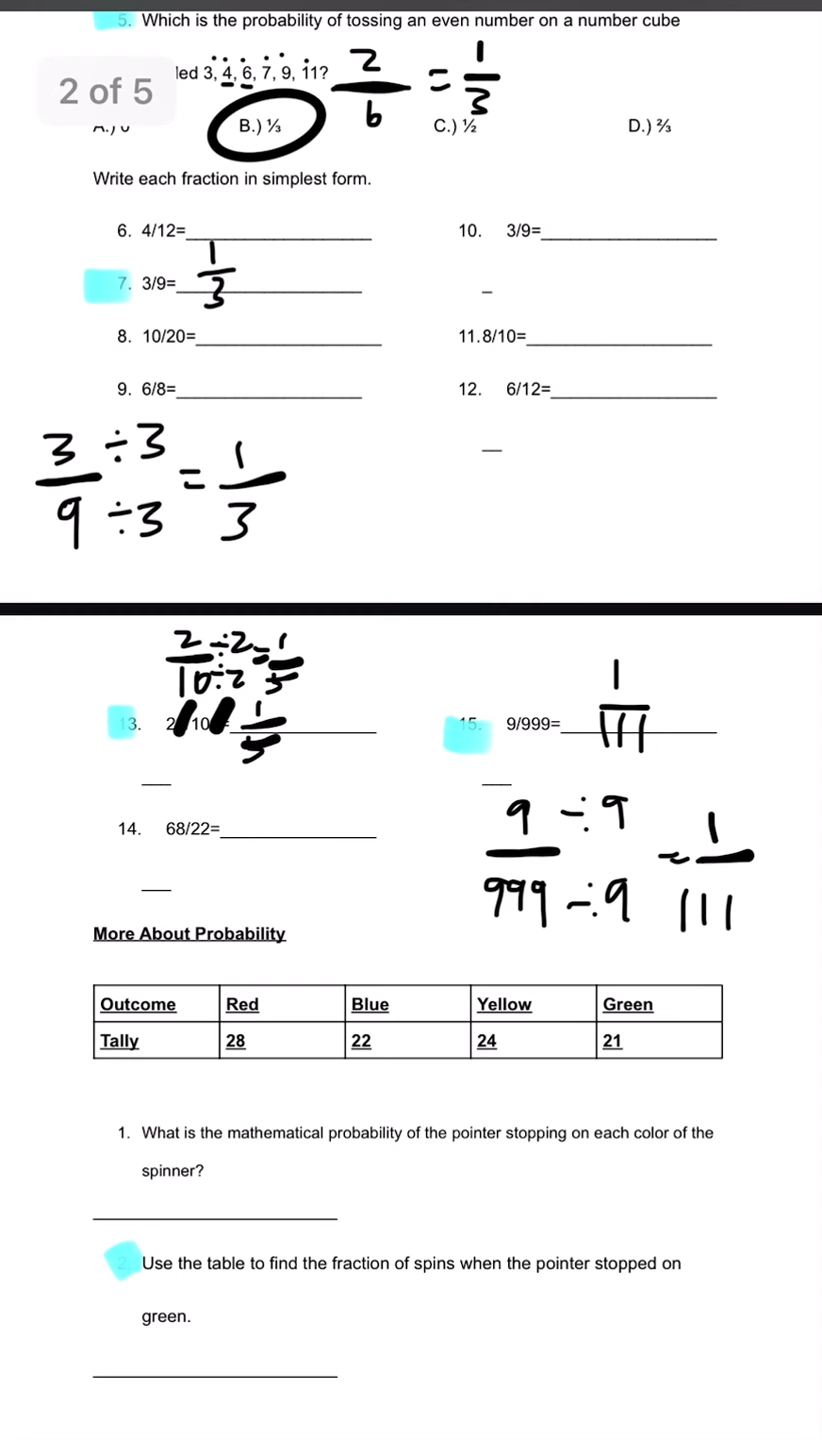 5. Which is the probability of tossing an even number on a number cube
led 3, 4, 6, 7, 9, 11? 2/6 = 1/3
2 of 5
B.) ⅓ C.) ½ D.) ⅔
Write each fraction in simplest form.
6. 4/12= 10. 3/9=
7. 3/9= 1/3
8. 10/20= 11. 8/10=
9. 6/8= 12. 6/12=
3/9 ÷3/÷3 = 1/3
2/10 ÷2/÷2 = 1/5
13. 2 10 = 1/5 15. 9/999= 1/111
14. 68/22=
9/999 ÷9/÷9 = 1/111
More About Probability
Outcome Red Blue Yellow Green
Tally 28 22 24 21
1. What is the mathematical probability of the pointer stopping on each color of the
spinner?
2. Use the table to find the fraction of spins when the pointer stopped on
green.